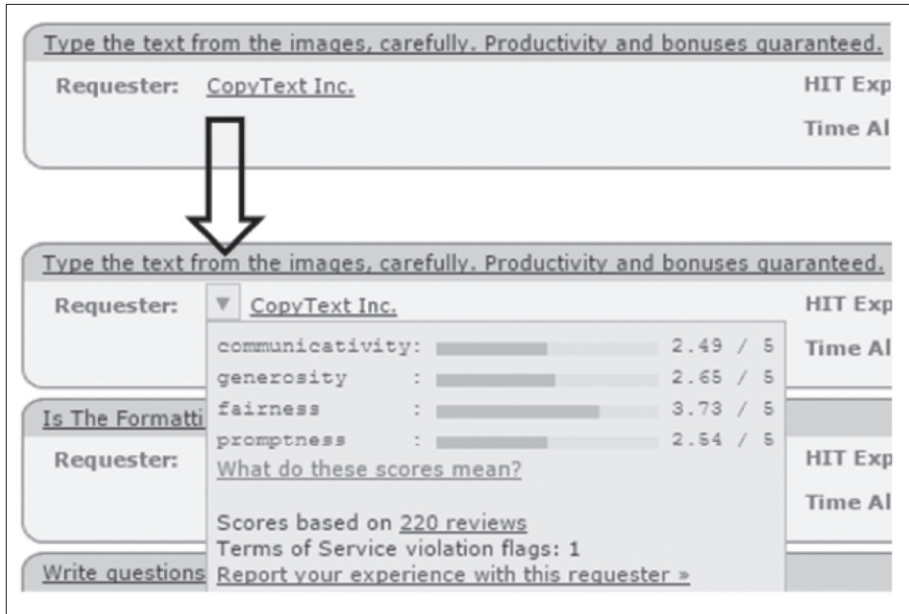 Type the text from the images, carefully. Productivity and bonuses guaranteed.
Requester: CopyText Inc. HIT Exp
Time Al
Type the text from the images, carefully. Productivity and bonuses guaranteed.
Requester: ▼ CopyText Inc. HIT Exp
communicativity: 2.49 / 5 Time Al
generosity : 2.65 / 5
Is The Formatti fairness : 3.73 / 5
promptness : 2.54 / 5
Requester: What do these scores mean? HIT Exp
Time Al
Scores based on 220 reviews
Terms of Service violation flags: 1
Write questions Report your experience with this requester »